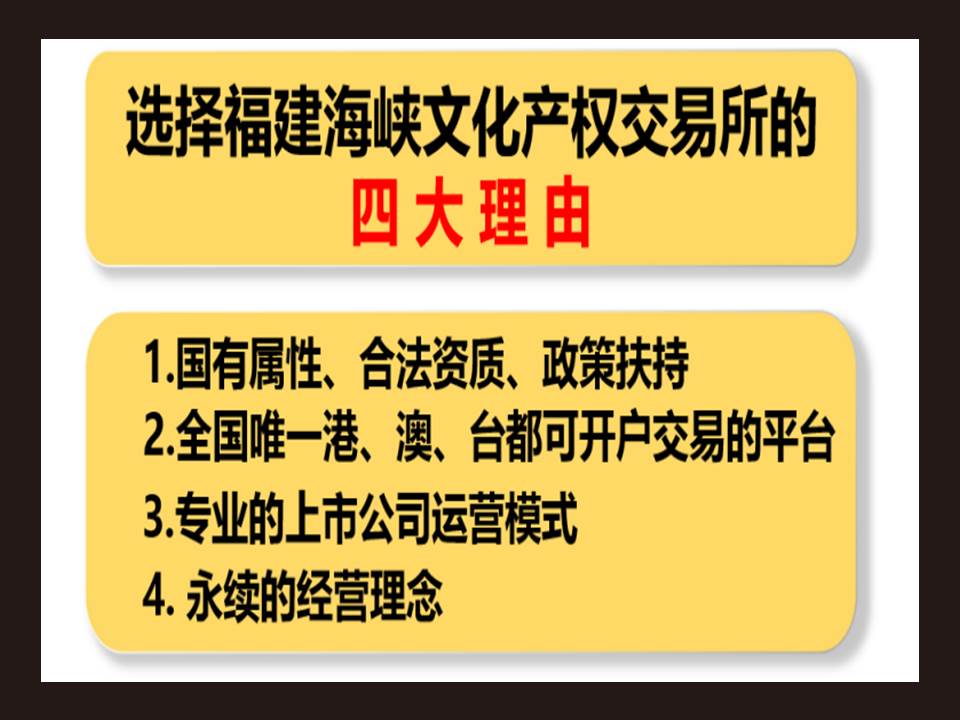 选择福建海峡文化产权交易所的
四大理由
1.国有属性、合法资质、政策扶持
2.全国唯一港、澳、台都可开户交易的平台
3.专业的上市公司运营模式
4. 永续的经营理念